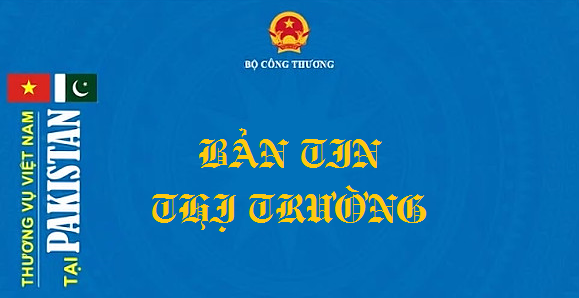 BỘ CÔNG THƯƠNG
THƯƠNG VỤ VIỆT NAM
TẠI PAKISTAN
BẢN TIN
THỊ TRƯỜNG